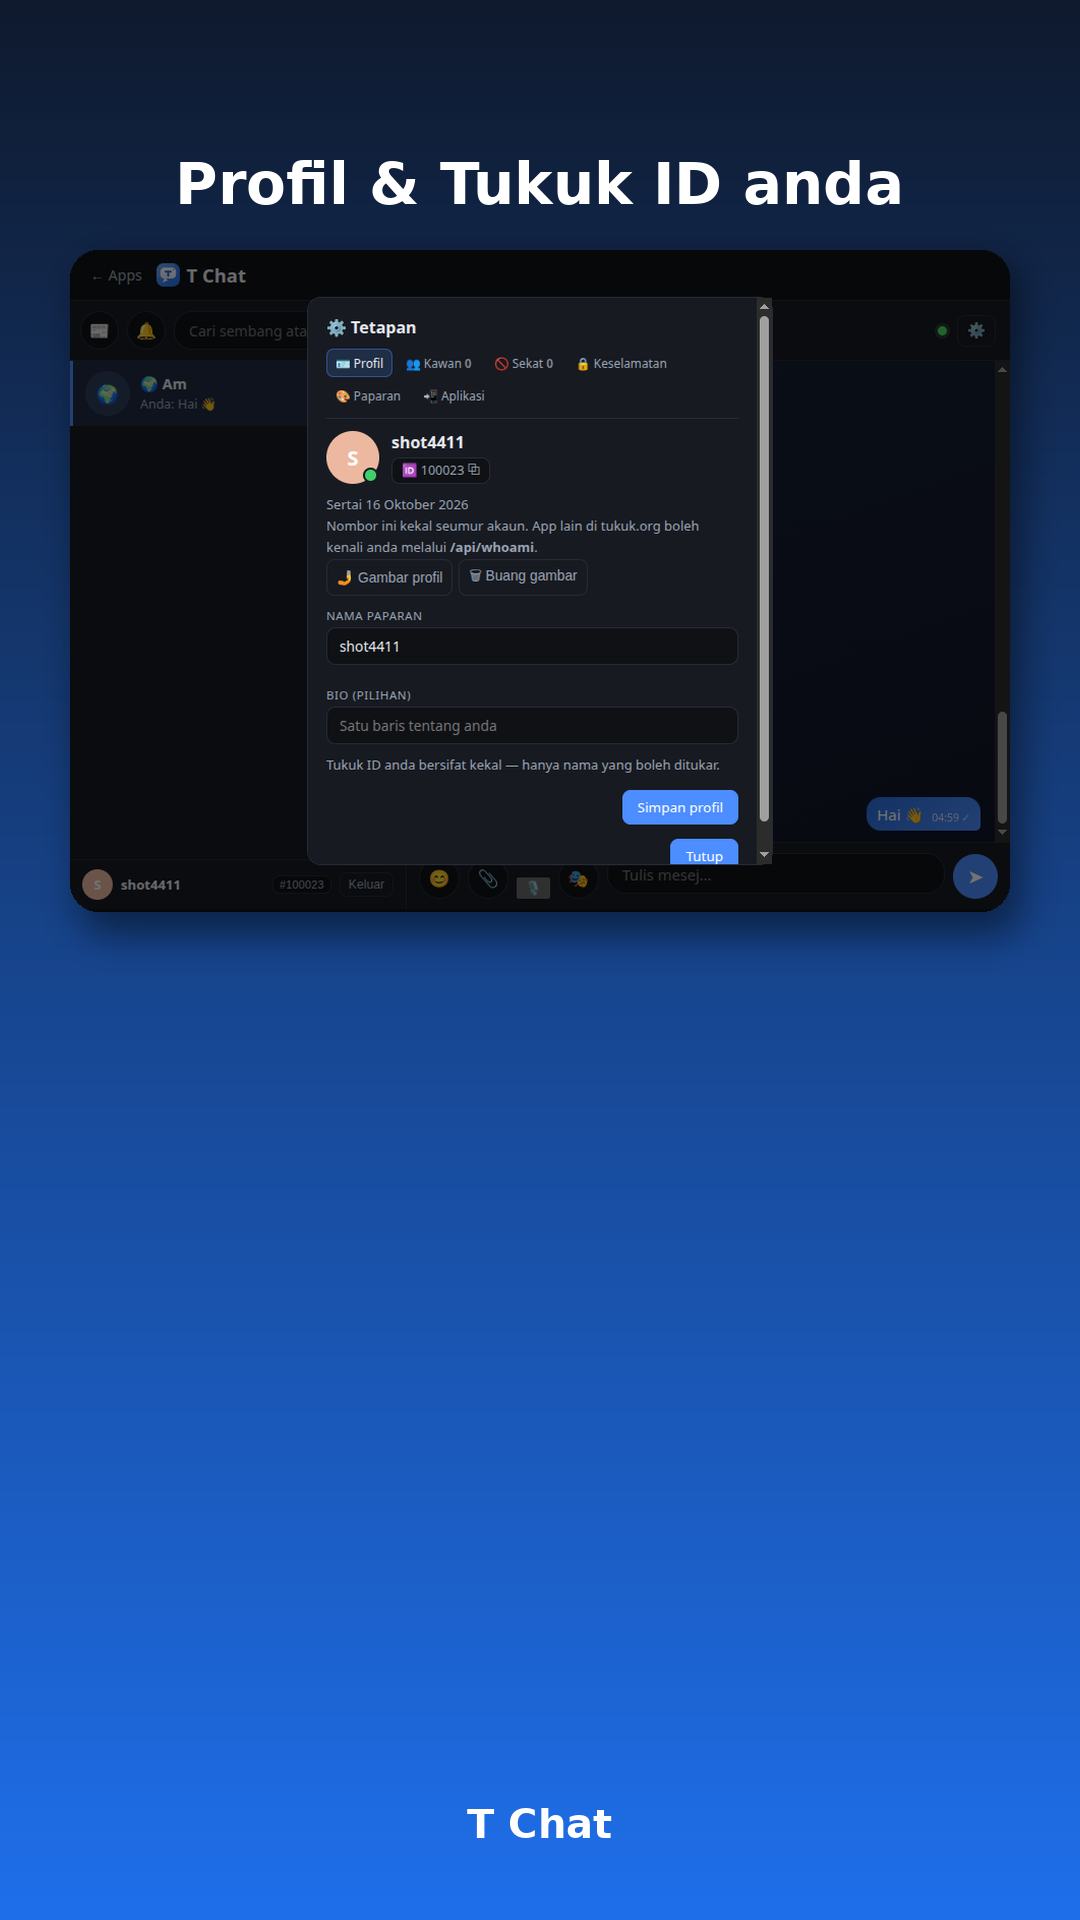 Profil & Tukuk ID anda
← Apps T Chat
Cari sembang ata
⚙️ Tetapan
🪪 Profil 👥 Kawan 0 🚫 Sekat 0 🔒 Keselamatan
🎨 Paparan 📲 Aplikasi
🌍 Am
Anda: Hai 👋
S
shot4411
🆔 100023
Sertai 16 Oktober 2026
Nombor ini kekal seumur akaun. App lain di tukuk.org boleh
kenali anda melalui /api/whoami.
🤳 Gambar profil 🗑 Buang gambar
NAMA PAPARAN
shot4411
BIO (PILIHAN)
Satu baris tentang anda
Tukuk ID anda bersifat kekal — hanya nama yang boleh ditukar.
Simpan profil
Tutup
Hai 👋 04:59 ✓
S shot4411 #100023 Keluar
Tulis mesej...
T Chat